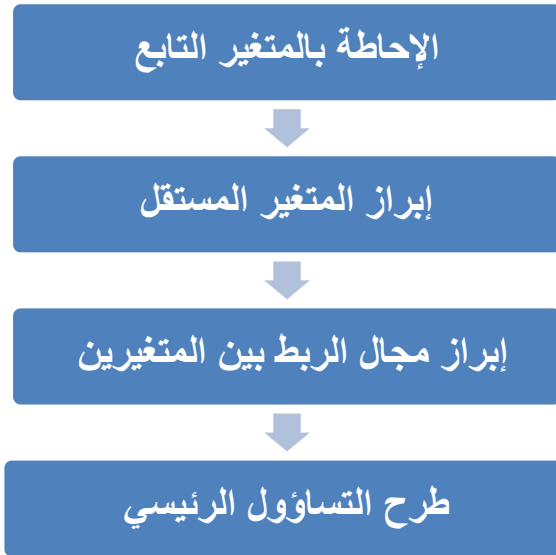 الإحاطة بالمتغير التابع
إبراز المتغير المستقل
إبراز مجال الربط بين المتغيرين
طرح التساؤول الرئيسي